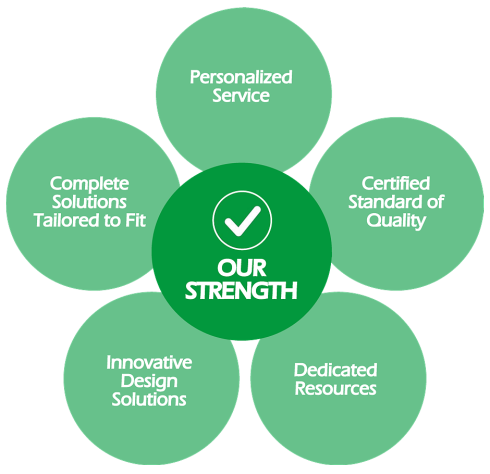 Personalized
Service
Complete
Solutions
Tailored to Fit
Certified
Standard of
Quality
OUR
STRENGTH
Innovative
Design
Solutions
Dedicated
Resources